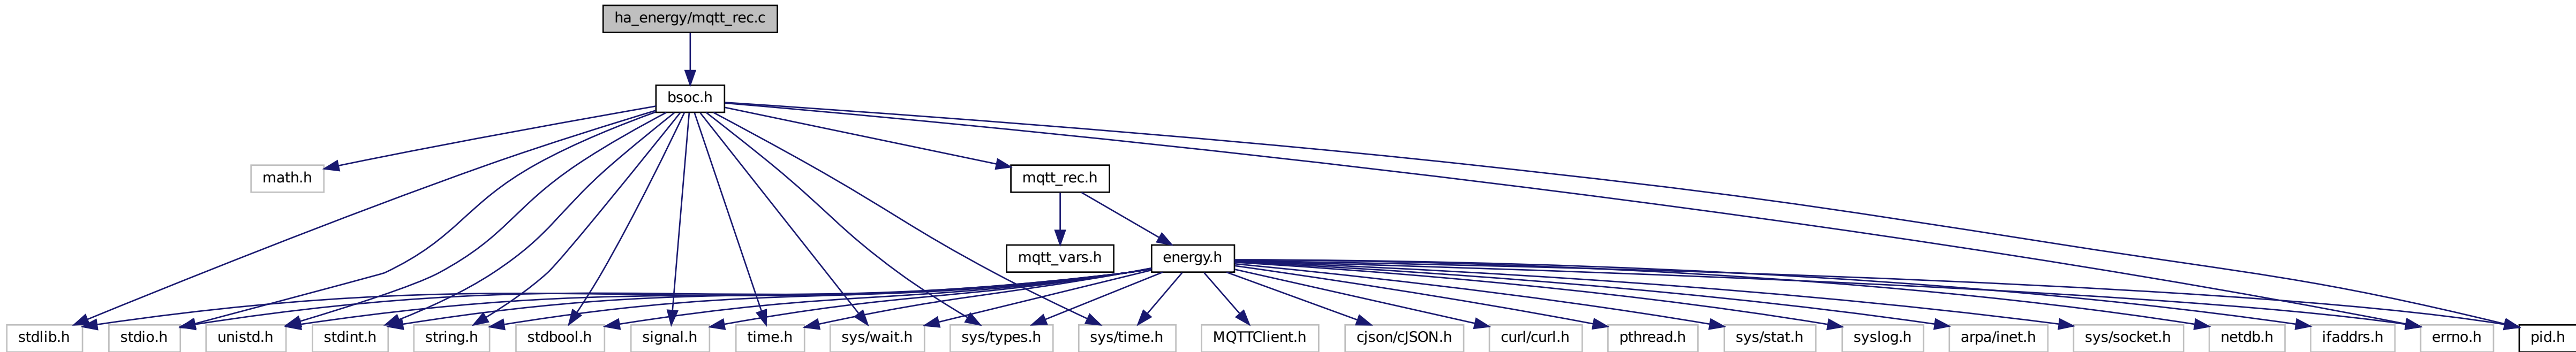 ha_energy/mqtt_rec.c
bsoc.h
math.h
mqtt_rec.h
mqtt_vars.h
energy.h
stdlib.h
stdio.h
unistd.h
stdint.h
string.h
stdbool.h
signal.h
time.h
sys/wait.h
sys/types.h
sys/time.h
MQTTClient.h
cjson/cJSON.h
curl/curl.h
pthread.h
sys/stat.h
syslog.h
arpa/inet.h
sys/socket.h
netdb.h
ifaddrs.h
errno.h
pid.h